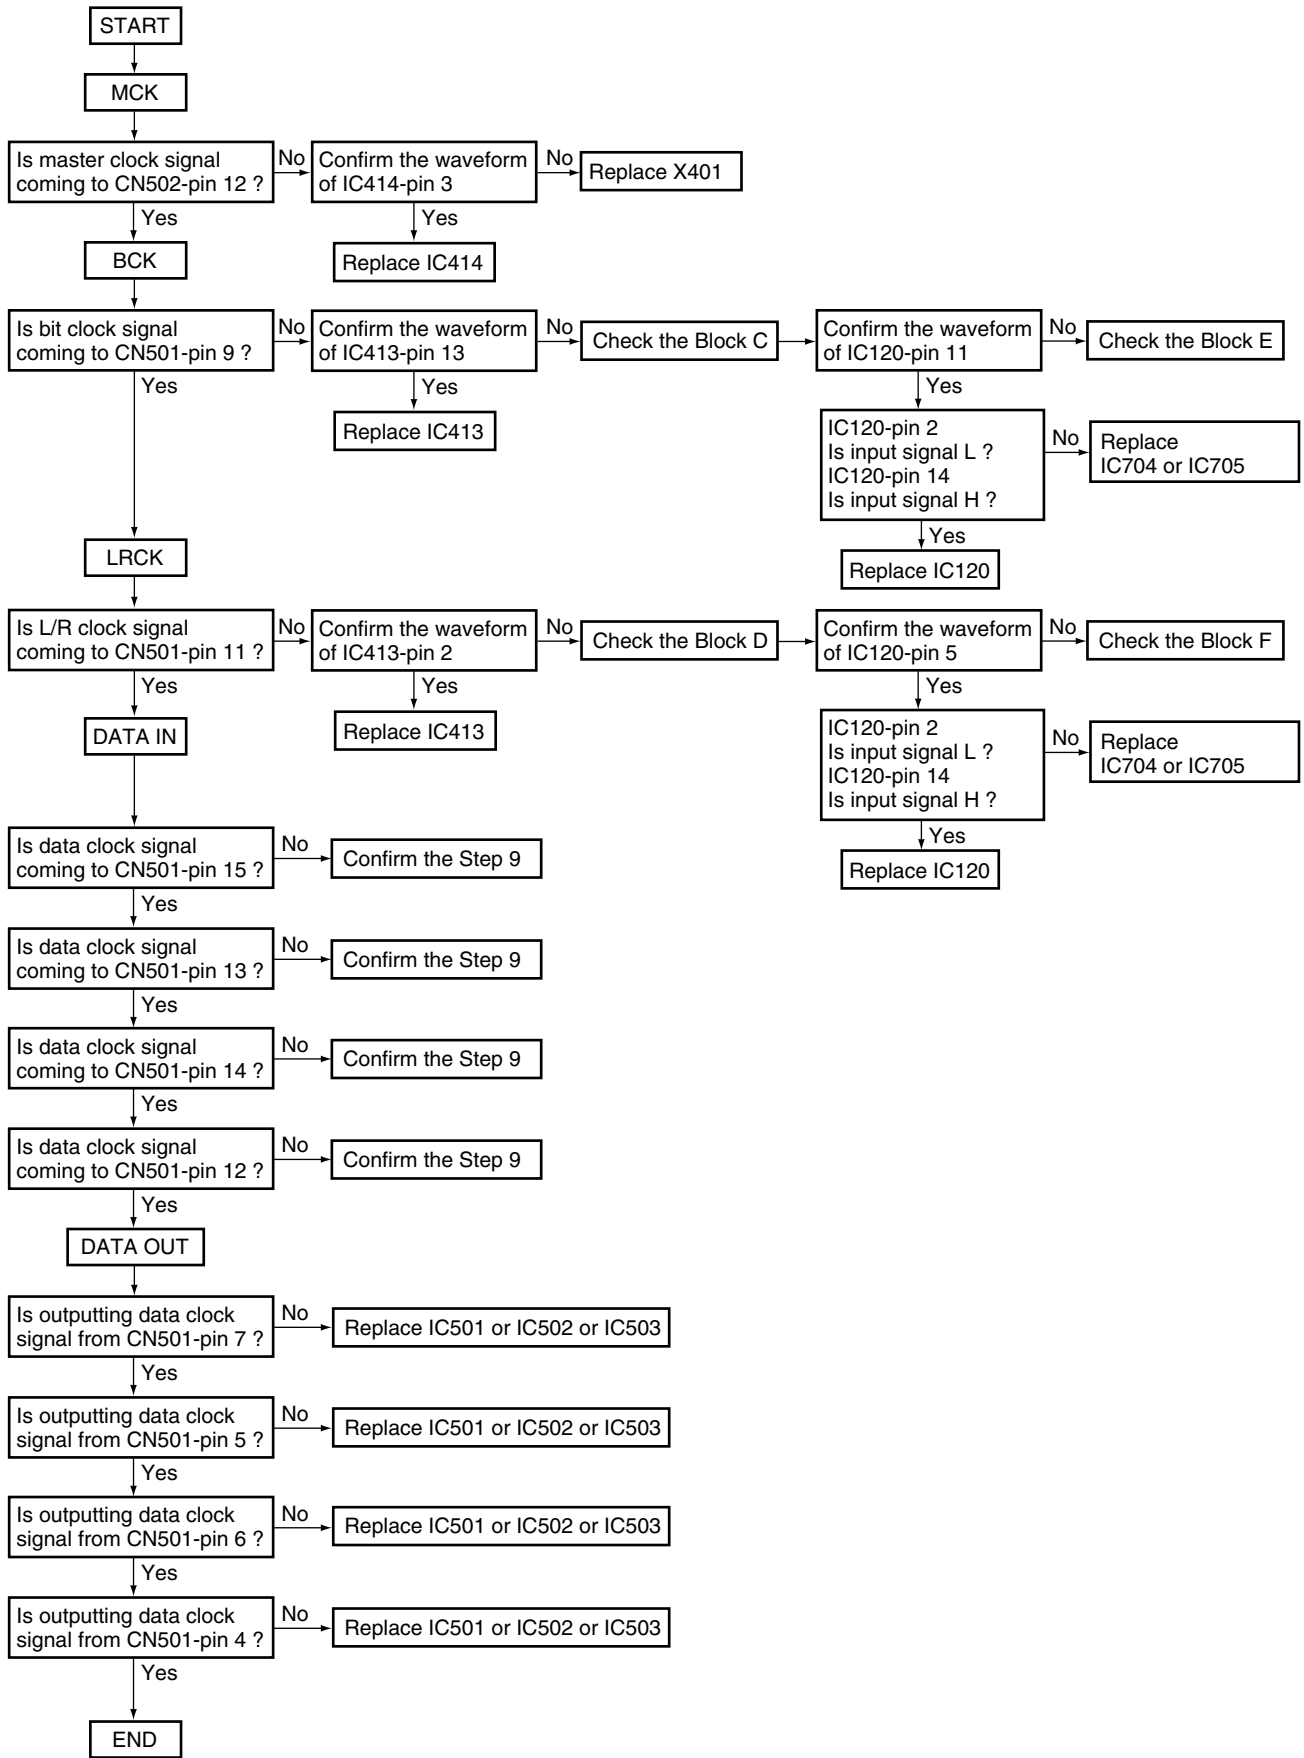 START
MCK
Is master clock signal
coming to CN502-pin 12 ?
No
Confirm the waveform
of IC414-pin 3
No
Replace X401
Yes
Yes
BCK
Replace IC414
Is bit clock signal
coming to CN501-pin 9 ?
No
Confirm the waveform
of IC413-pin 13
No
Check the Block C
Confirm the waveform
of IC120-pin 11
No
Check the Block E
Yes
Yes
Yes
Replace IC413
IC120-pin 2
Is input signal L ?
IC120-pin 14
Is input signal H ?
No
Replace
IC704 or IC705
Yes
LRCK
Replace IC120
Is L/R clock signal
coming to CN501-pin 11 ?
No
Confirm the waveform
of IC413-pin 2
No
Check the Block D
Confirm the waveform
of IC120-pin 5
No
Check the Block F
Yes
Yes
Yes
DATA IN
Replace IC413
IC120-pin 2
Is input signal L ?
IC120-pin 14
Is input signal H ?
No
Replace
IC704 or IC705
Yes
Replace IC120
Is data clock signal
coming to CN501-pin 15 ?
No
Confirm the Step 9
Yes
Is data clock signal
coming to CN501-pin 13 ?
No
Confirm the Step 9
Yes
Is data clock signal
coming to CN501-pin 14 ?
No
Confirm the Step 9
Yes
Is data clock signal
coming to CN501-pin 12 ?
No
Confirm the Step 9
Yes
DATA OUT
Is outputting data clock
signal from CN501-pin 7 ?
No
Replace IC501 or IC502 or IC503
Yes
Is outputting data clock
signal from CN501-pin 5 ?
No
Replace IC501 or IC502 or IC503
Yes
Is outputting data clock
signal from CN501-pin 6 ?
No
Replace IC501 or IC502 or IC503
Yes
Is outputting data clock
signal from CN501-pin 4 ?
No
Replace IC501 or IC502 or IC503
Yes
END